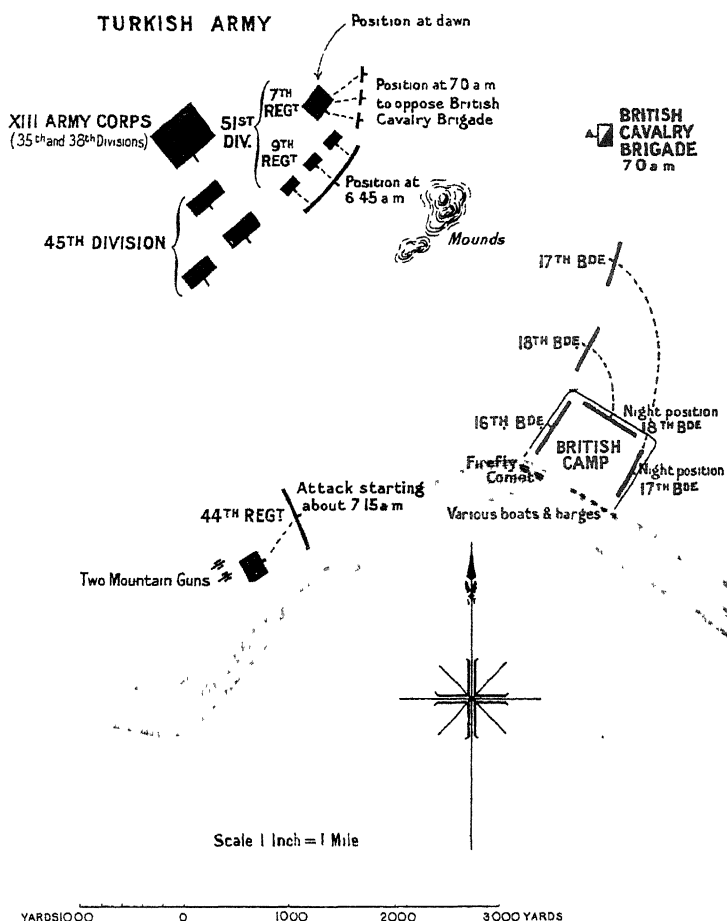 TURKISH ARMY
Position at dawn
7TH REGT
51ST DIV.
9TH REGT
Position at 7 0 a m
to oppose British
Cavalry Brigade
XIII ARMY CORPS
(35th and 38th Divisions)
BRITISH
CAVALRY
BRIGADE
7 0 a m
Position at
6 45 a m
45TH DIVISION
Mounds
17TH BDE
18TH BDE
16TH BDE
Night position
18TH BDE
BRITISH
CAMP
Firefly
Comet
Night position
17TH BDE
Various boats & barges
Attack starting
about 7 15 a m
44TH REGT
Two Mountain Guns
Scale 1 Inch = 1 Mile
YARDS 1000 0 1000 2000 3000 YARDS